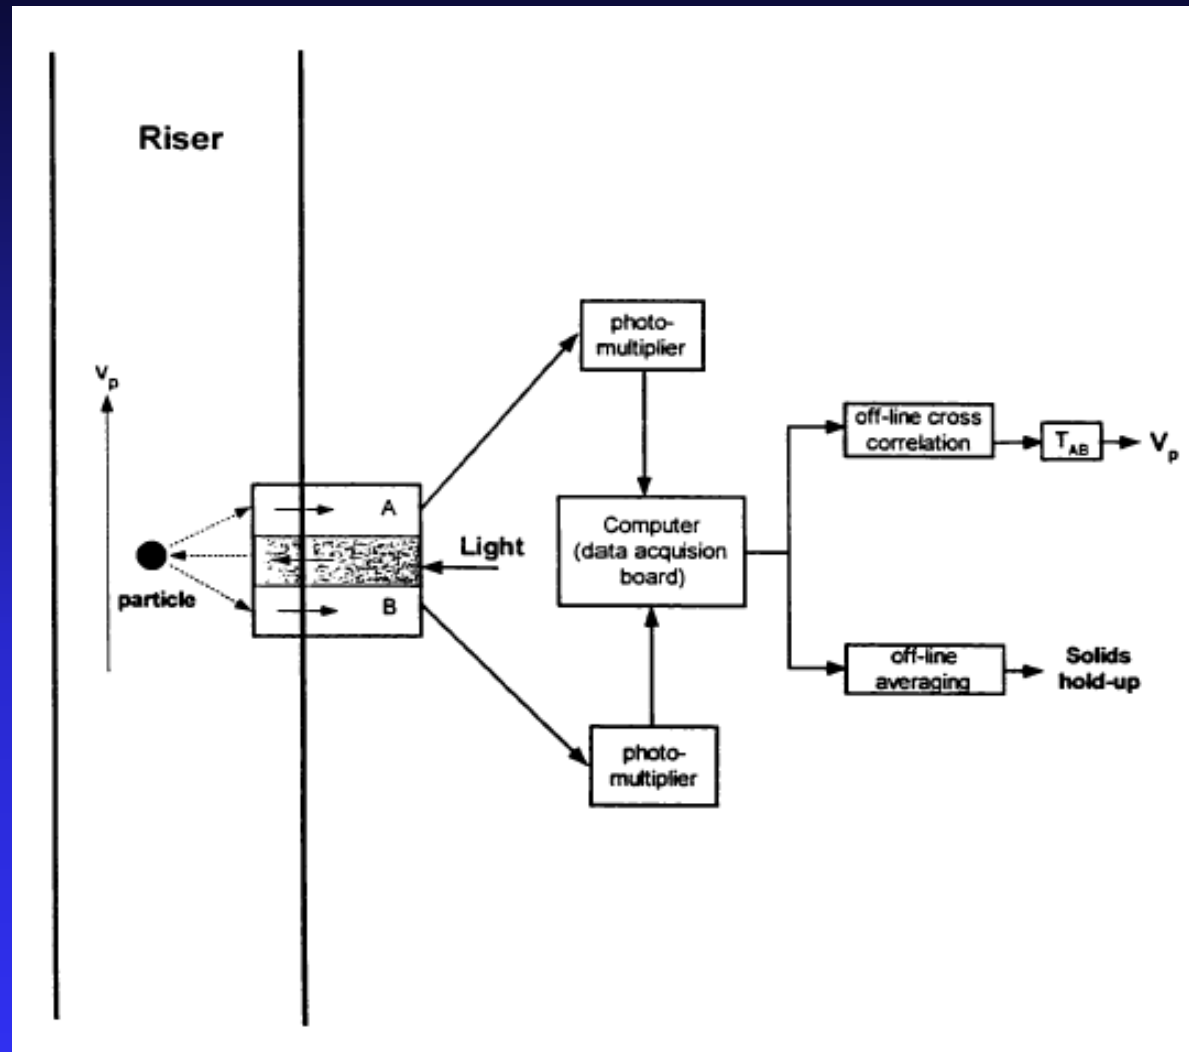 Riser
photo-
multiplier
V_p
off-line cross
correlation
T_AB
V_p
A
Computer
(data acquision
board)
Light
particle
B
off-line
averaging
Solids
hold-up
photo-
multiplier